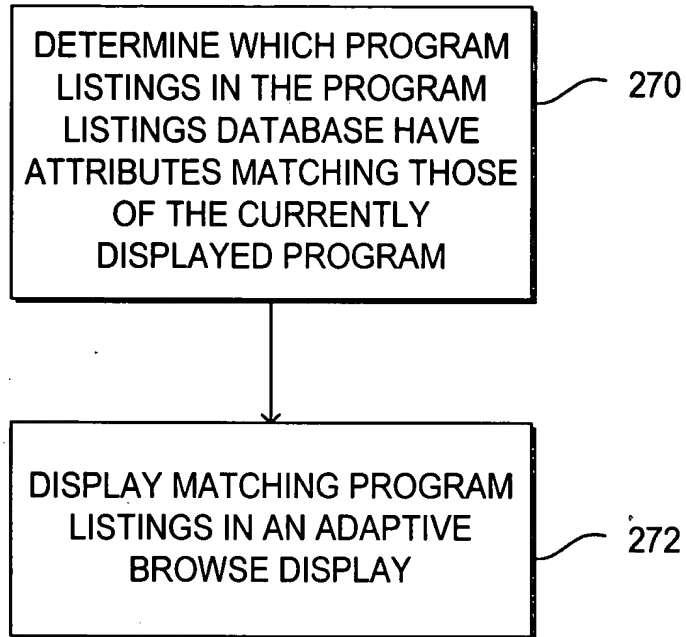 DETERMINE WHICH PROGRAM
LISTINGS IN THE PROGRAM
LISTINGS DATABASE HAVE
ATTRIBUTES MATCHING THOSE
OF THE CURRENTLY
DISPLAYED PROGRAM
270
DISPLAY MATCHING PROGRAM
LISTINGS IN AN ADAPTIVE
BROWSE DISPLAY
272